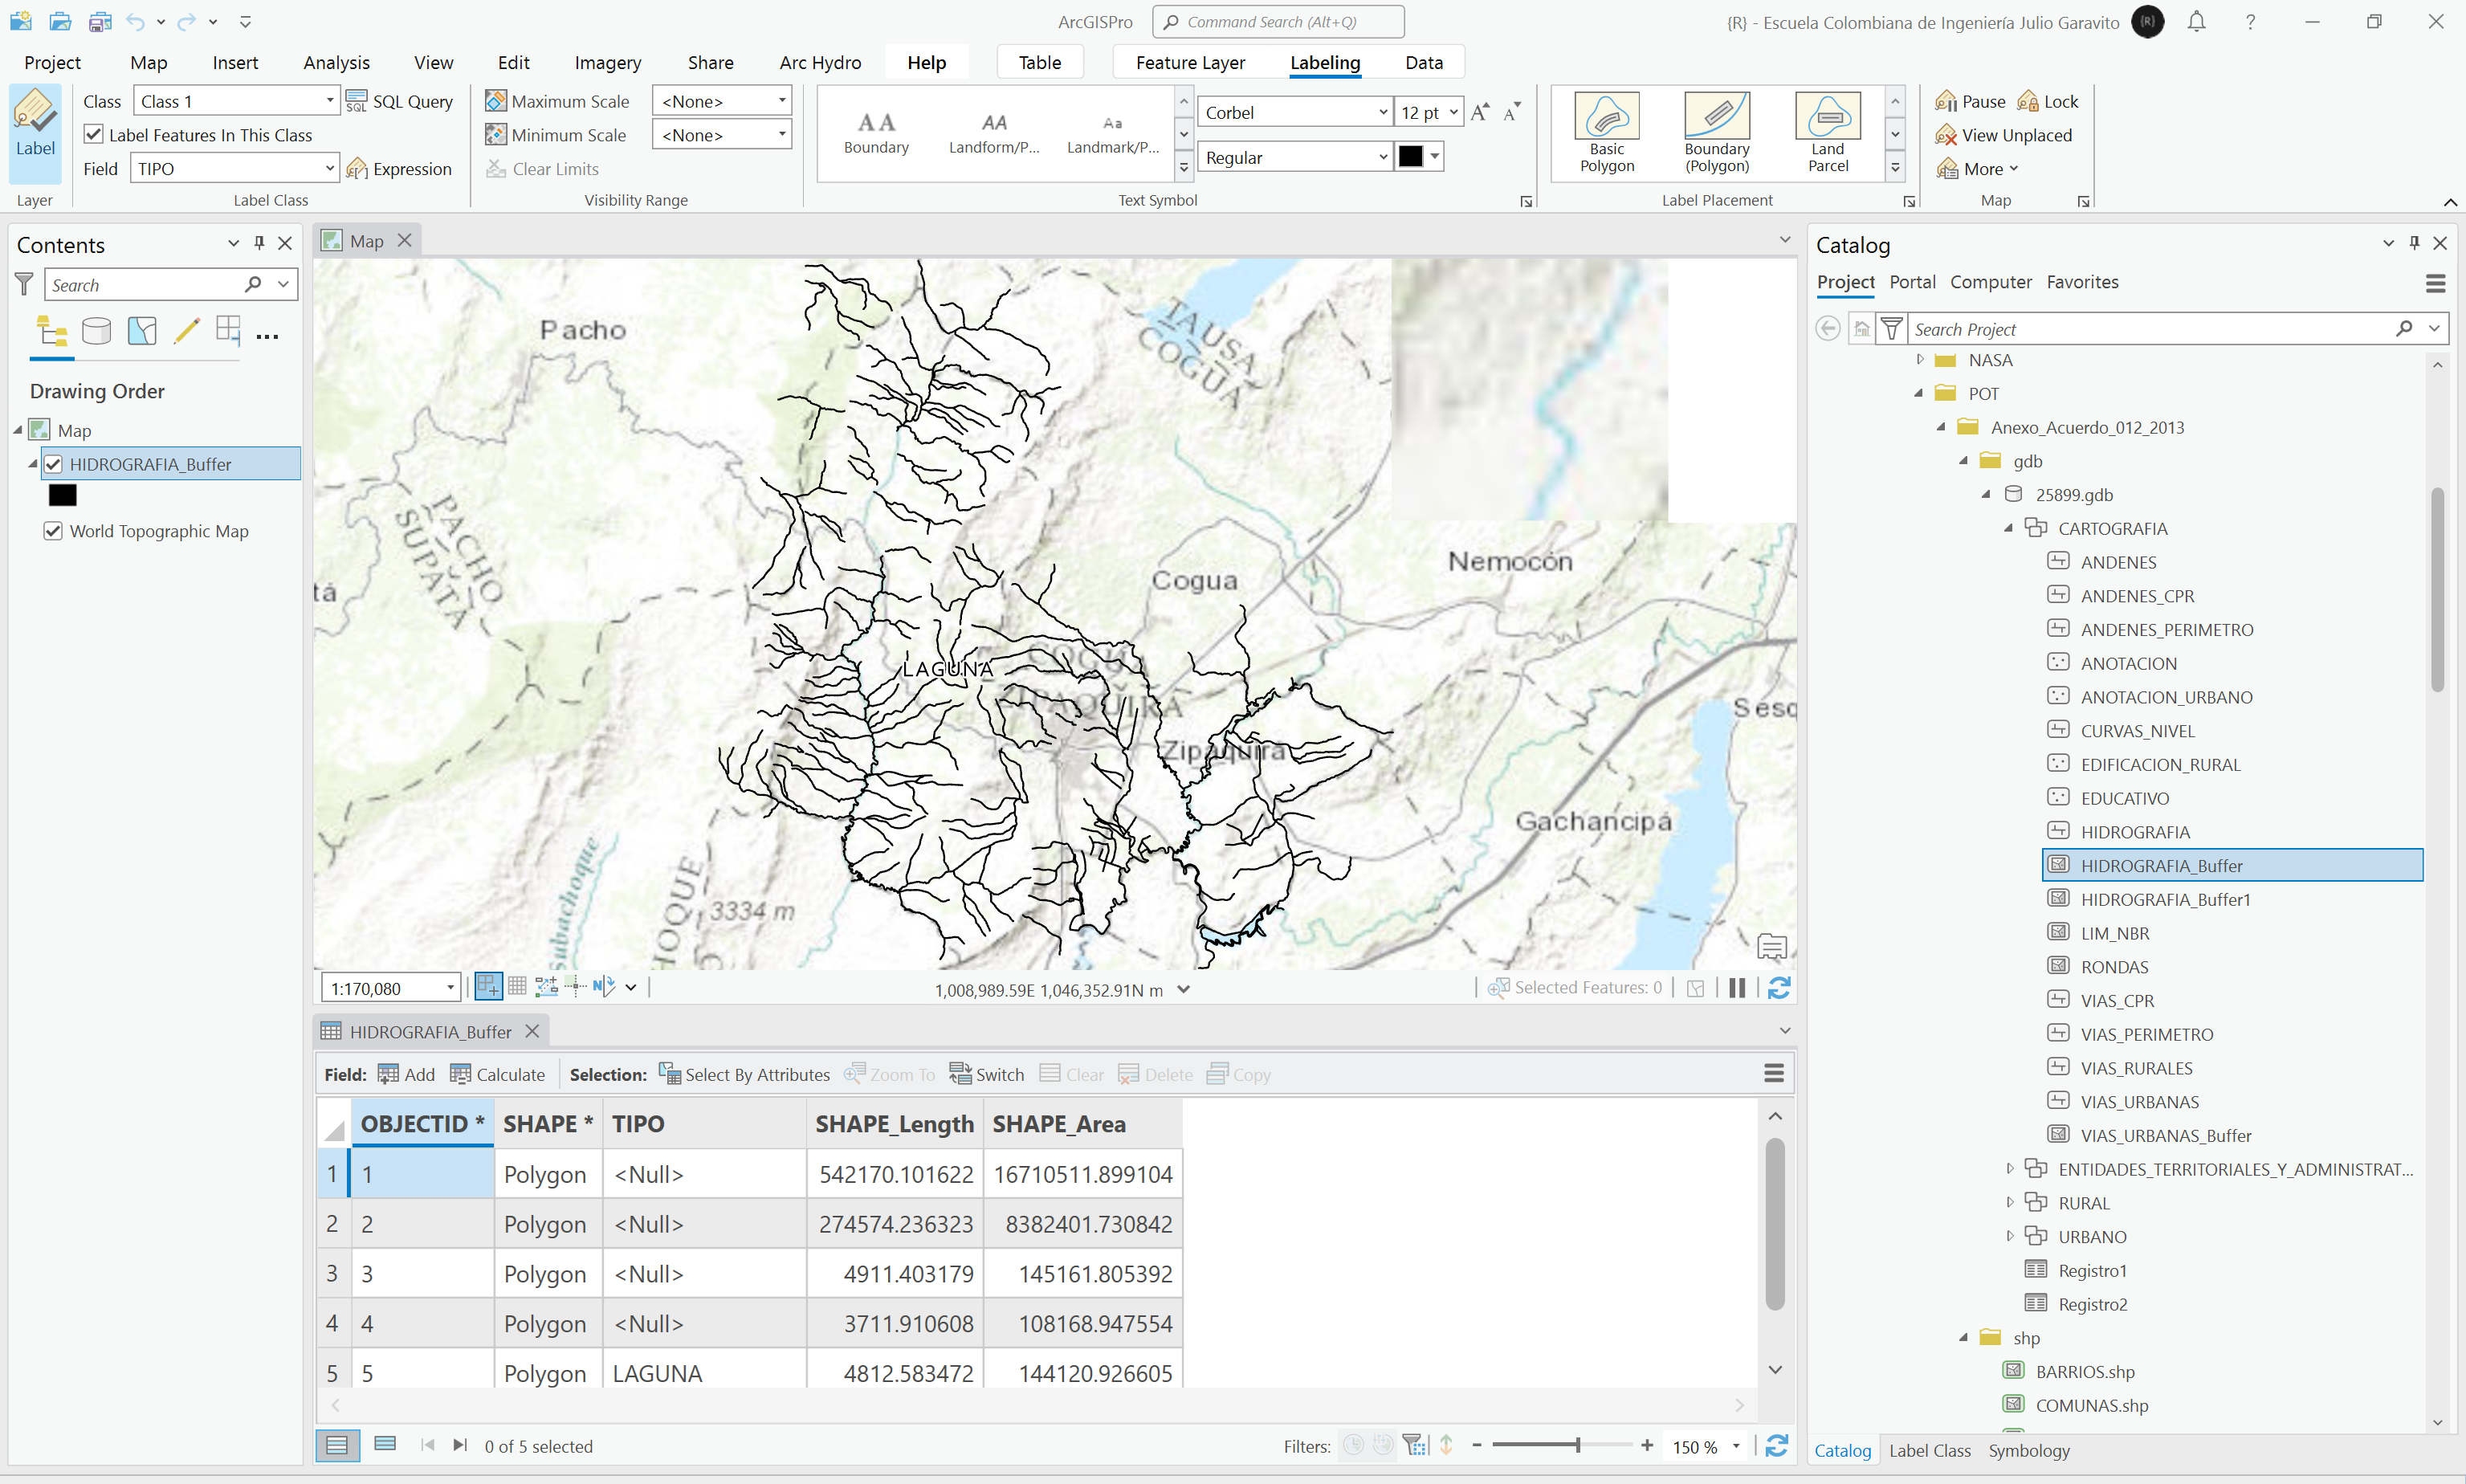 ArcGISPro
Command Search (Alt+Q)
{R} - Escuela Colombiana de Ingeniería Julio Garavito
{R}
?
Project Map Insert Analysis View Edit Imagery Share Arc Hydro Help Table Feature Layer Labeling Data
Label
Layer
Class Class 1 SQL SQL Query
Label Features In This Class
Field TIPO Expression
Label Class
Maximum Scale <None>
Minimum Scale <None>
Clear Limits
Visibility Range
AA Boundary
AA Landform/P...
Aa Landmark/P...
Corbel 12 pt A A
Regular
Text Symbol
Basic Polygon
Boundary (Polygon)
Land Parcel
Label Placement
Pause Lock
View Unplaced
More
Map
Contents
Search
Drawing Order
Map
HIDROGRAFIA_Buffer
World Topographic Map
Map
Pacho
TAUSA
COGUA
PACHO
SUPATÁ
tá
Cogua
Nemocón
LAGUNA
COGUA
ZIPAQUIRÁ
Sesq
Zipaquirá
Gachancipá
Subachoque
HOQUE
3334 m
1:170,080
N
1,008,989.59E 1,046,352.91N m
Selected Features: 0
HIDROGRAFIA_Buffer
Field: Add Calculate Selection: Select By Attributes Zoom To Switch Clear Delete Copy
OBJECTID * SHAPE * TIPO SHAPE_Length SHAPE_Area
1 1 Polygon <Null> 542170.101622 16710511.899104
2 2 Polygon <Null> 274574.236323 8382401.730842
3 3 Polygon <Null> 4911.403179 145161.805392
4 4 Polygon <Null> 3711.910608 108168.947554
5 5 Polygon LAGUNA 4812.583472 144120.926605
0 of 5 selected
Filters:
- + 150 %
Catalog
Project Portal Computer Favorites
Search Project
NASA
POT
Anexo_Acuerdo_012_2013
gdb
25899.gdb
CARTOGRAFIA
ANDENES
ANDENES_CPR
ANDENES_PERIMETRO
ANOTACION
ANOTACION_URBANO
CURVAS_NIVEL
EDIFICACION_RURAL
EDUCATIVO
HIDROGRAFIA
HIDROGRAFIA_Buffer
HIDROGRAFIA_Buffer1
LIM_NBR
RONDAS
VIAS_CPR
VIAS_PERIMETRO
VIAS_RURALES
VIAS_URBANAS
VIAS_URBANAS_Buffer
ENTIDADES_TERRITORIALES_Y_ADMINISTRAT...
RURAL
URBANO
Registro1
Registro2
shp
BARRIOS.shp
COMUNAS.shp
Catalog Label Class Symbology